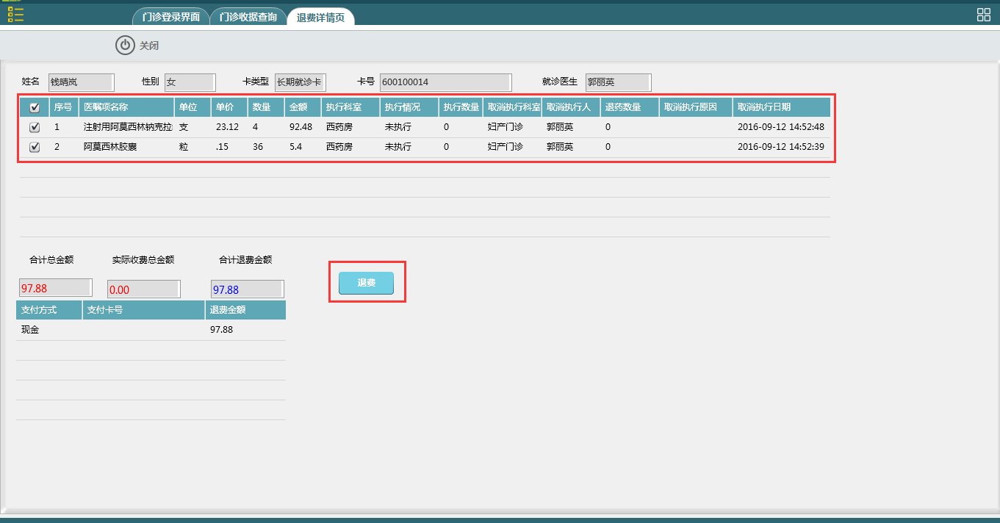 门诊登录界面 门诊收据查询 退费详情页
关闭
姓名 钱晴岚 性别 女 卡类型 长期就诊卡 卡号 600100014 就诊医生 郭丽英
序号 医嘱项名称 单位 单价 数量 金额 执行科室 执行情况 执行数量 取消执行科室 取消执行人 退药数量 取消执行原因 取消执行日期
1 注射用阿莫西林钠克拉 支 23.12 4 92.48 西药房 未执行 0 妇产门诊 郭丽英 0 2016-09-12 14:52:48
2 阿莫西林胶囊 粒 .15 36 5.4 西药房 未执行 0 妇产门诊 郭丽英 0 2016-09-12 14:52:39
合计总金额 实际收费总金额 合计退费金额
97.88 0.00 97.88 退费
支付方式 支付卡号 退费金额
现金 97.88